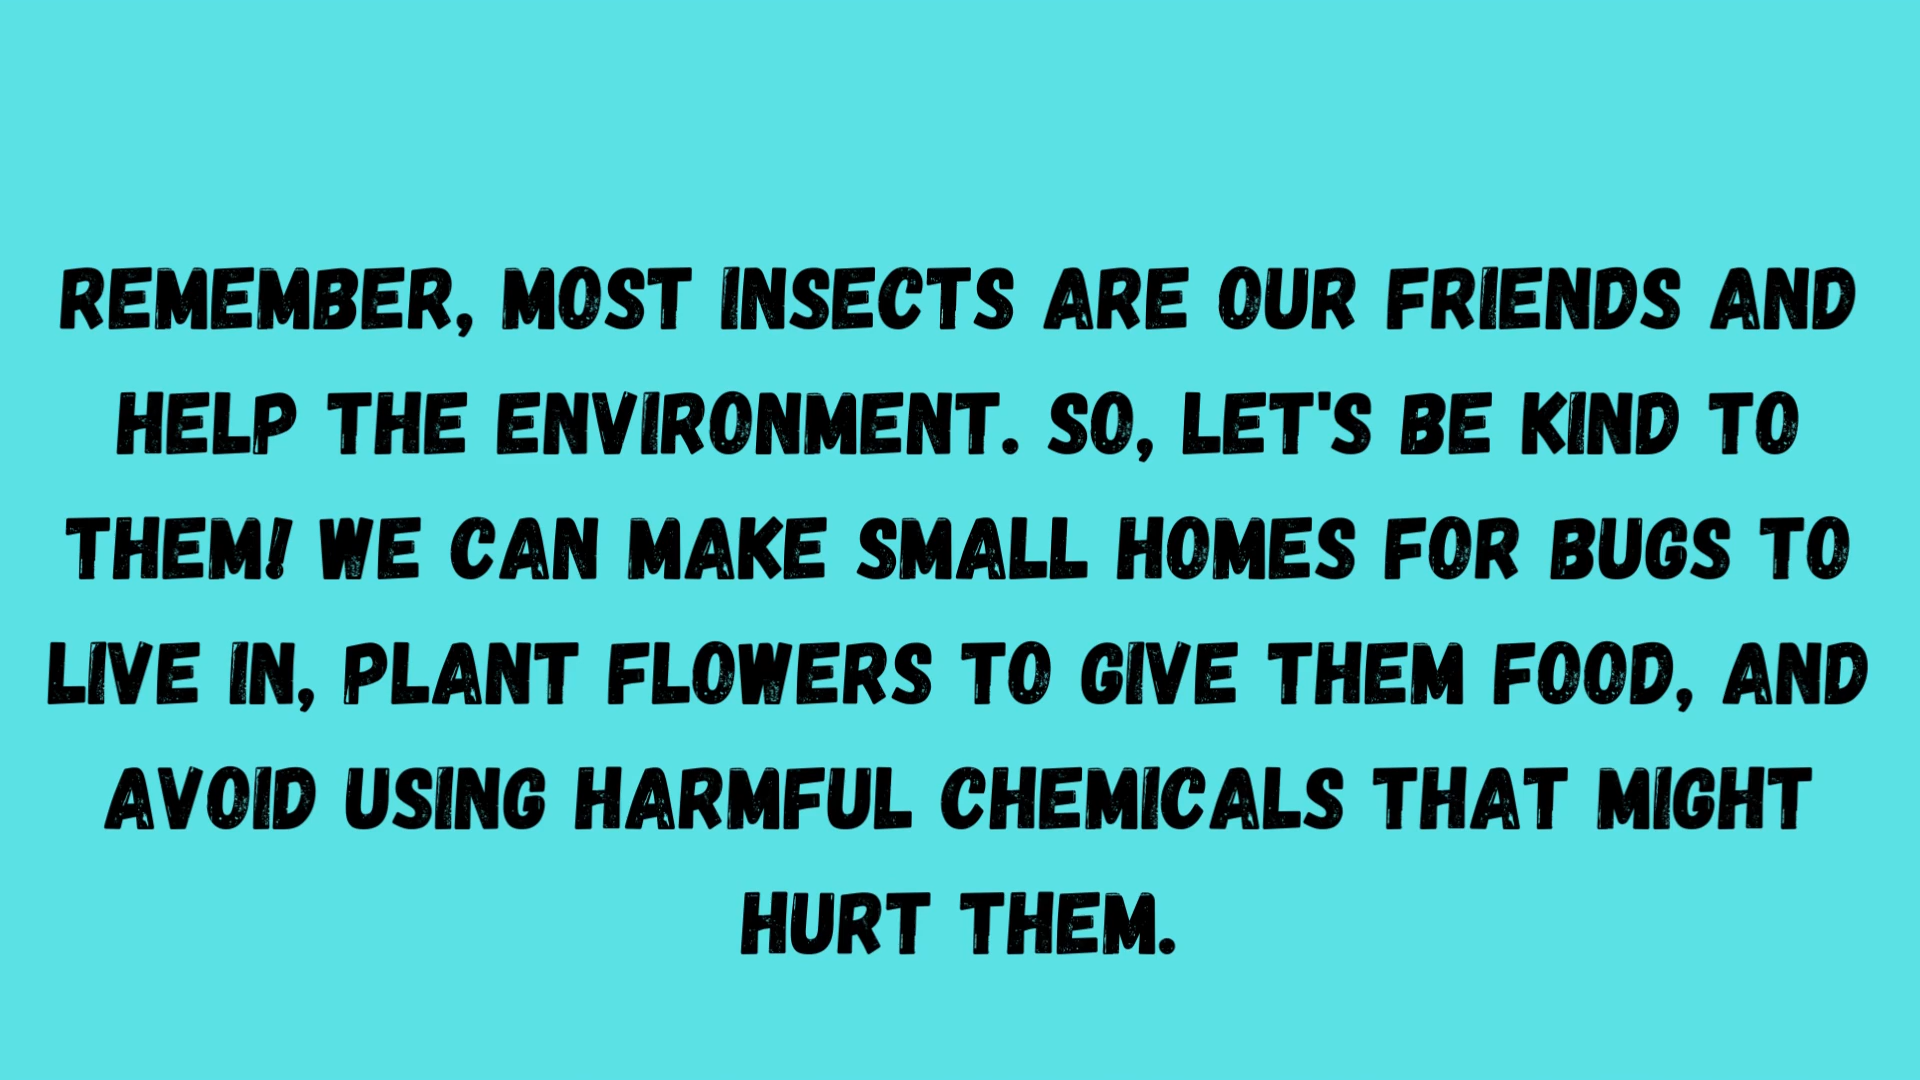 REMEMBER, MOST INSECTS ARE OUR FRIENDS AND
HELP THE ENVIRONMENT. SO, LET'S BE KIND TO
THEM! WE CAN MAKE SMALL HOMES FOR BUGS TO
LIVE IN, PLANT FLOWERS TO GIVE THEM FOOD, AND
AVOID USING HARMFUL CHEMICALS THAT MIGHT
HURT THEM.